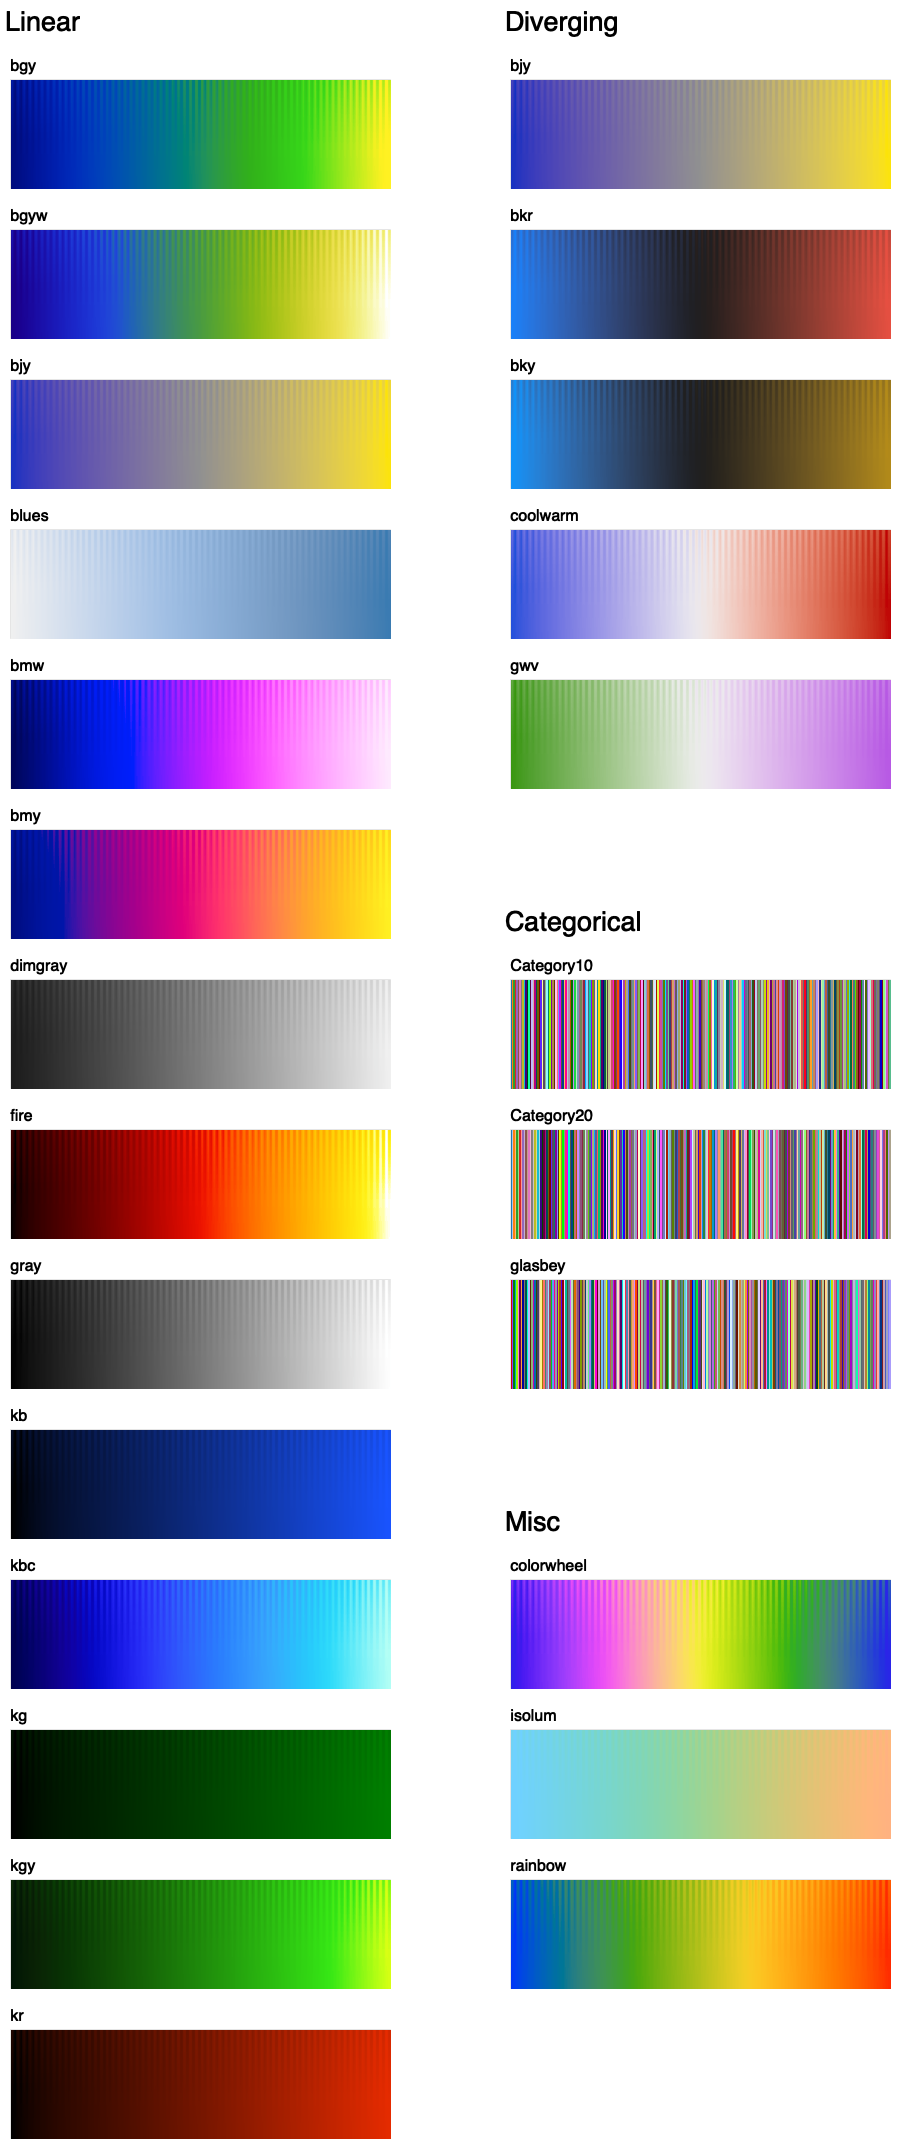 Linear
bgy
bgyw
bjy
blues
bmw
bmy
dimgray
fire
gray
kb
kbc
kg
kgy
kr
Diverging
bjy
bkr
bky
coolwarm
gwv
Categorical
Category10
Category20
glasbey
Misc
colorwheel
isolum
rainbow